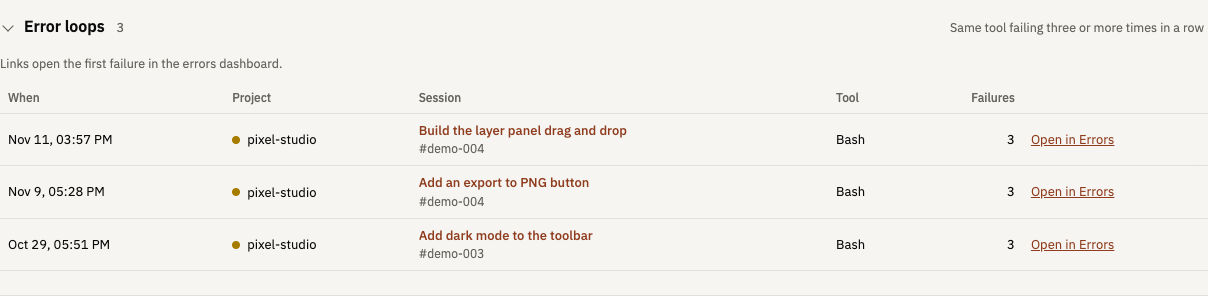 Error loops 3 Same tool failing three or more times in a row
Links open the first failure in the errors dashboard.
When Project Session Tool Failures
Nov 11, 03:57 PM pixel-studio Build the layer panel drag and drop Bash 3 Open in Errors
#demo-004
Nov 9, 05:28 PM pixel-studio Add an export to PNG button Bash 3 Open in Errors
#demo-004
Oct 29, 05:51 PM pixel-studio Add dark mode to the toolbar Bash 3 Open in Errors
#demo-003